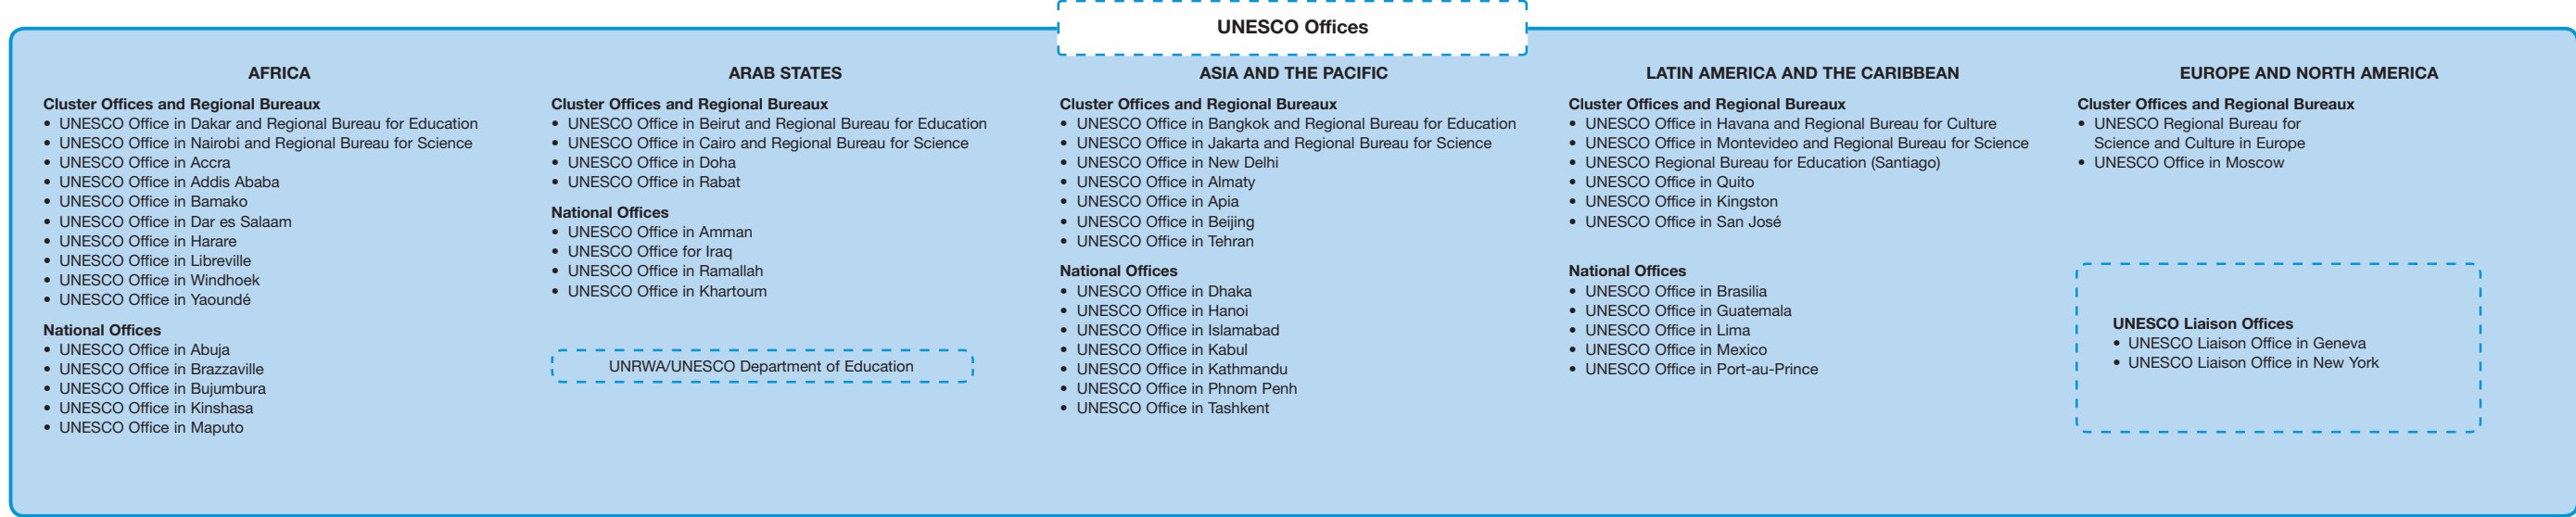 UNESCO Offices
AFRICA
Cluster Offices and Regional Bureaux
• UNESCO Office in Dakar and Regional Bureau for Education
• UNESCO Office in Nairobi and Regional Bureau for Science
• UNESCO Office in Accra
• UNESCO Office in Addis Ababa
• UNESCO Office in Bamako
• UNESCO Office in Dar es Salaam
• UNESCO Office in Harare
• UNESCO Office in Libreville
• UNESCO Office in Windhoek
• UNESCO Office in Yaoundé
National Offices
• UNESCO Office in Abuja
• UNESCO Office in Brazzaville
• UNESCO Office in Bujumbura
• UNESCO Office in Kinshasa
• UNESCO Office in Maputo
ARAB STATES
Cluster Offices and Regional Bureaux
• UNESCO Office in Beirut and Regional Bureau for Education
• UNESCO Office in Cairo and Regional Bureau for Science
• UNESCO Office in Doha
• UNESCO Office in Rabat
National Offices
• UNESCO Office in Amman
• UNESCO Office for Iraq
• UNESCO Office in Ramallah
• UNESCO Office in Khartoum
UNRWA/UNESCO Department of Education
ASIA AND THE PACIFIC
Cluster Offices and Regional Bureaux
• UNESCO Office in Bangkok and Regional Bureau for Education
• UNESCO Office in Jakarta and Regional Bureau for Science
• UNESCO Office in New Delhi
• UNESCO Office in Almaty
• UNESCO Office in Apia
• UNESCO Office in Beijing
• UNESCO Office in Tehran
National Offices
• UNESCO Office in Dhaka
• UNESCO Office in Hanoi
• UNESCO Office in Islamabad
• UNESCO Office in Kabul
• UNESCO Office in Kathmandu
• UNESCO Office in Phnom Penh
• UNESCO Office in Tashkent
LATIN AMERICA AND THE CARIBBEAN
Cluster Offices and Regional Bureaux
• UNESCO Office in Havana and Regional Bureau for Culture
• UNESCO Office in Montevideo and Regional Bureau for Science
• UNESCO Regional Bureau for Education (Santiago)
• UNESCO Office in Quito
• UNESCO Office in Kingston
• UNESCO Office in San José
National Offices
• UNESCO Office in Brasilia
• UNESCO Office in Guatemala
• UNESCO Office in Lima
• UNESCO Office in Mexico
• UNESCO Office in Port-au-Prince
EUROPE AND NORTH AMERICA
Cluster Offices and Regional Bureaux
• UNESCO Regional Bureau for
Science and Culture in Europe
• UNESCO Office in Moscow
UNESCO Liaison Offices
• UNESCO Liaison Office in Geneva
• UNESCO Liaison Office in New York